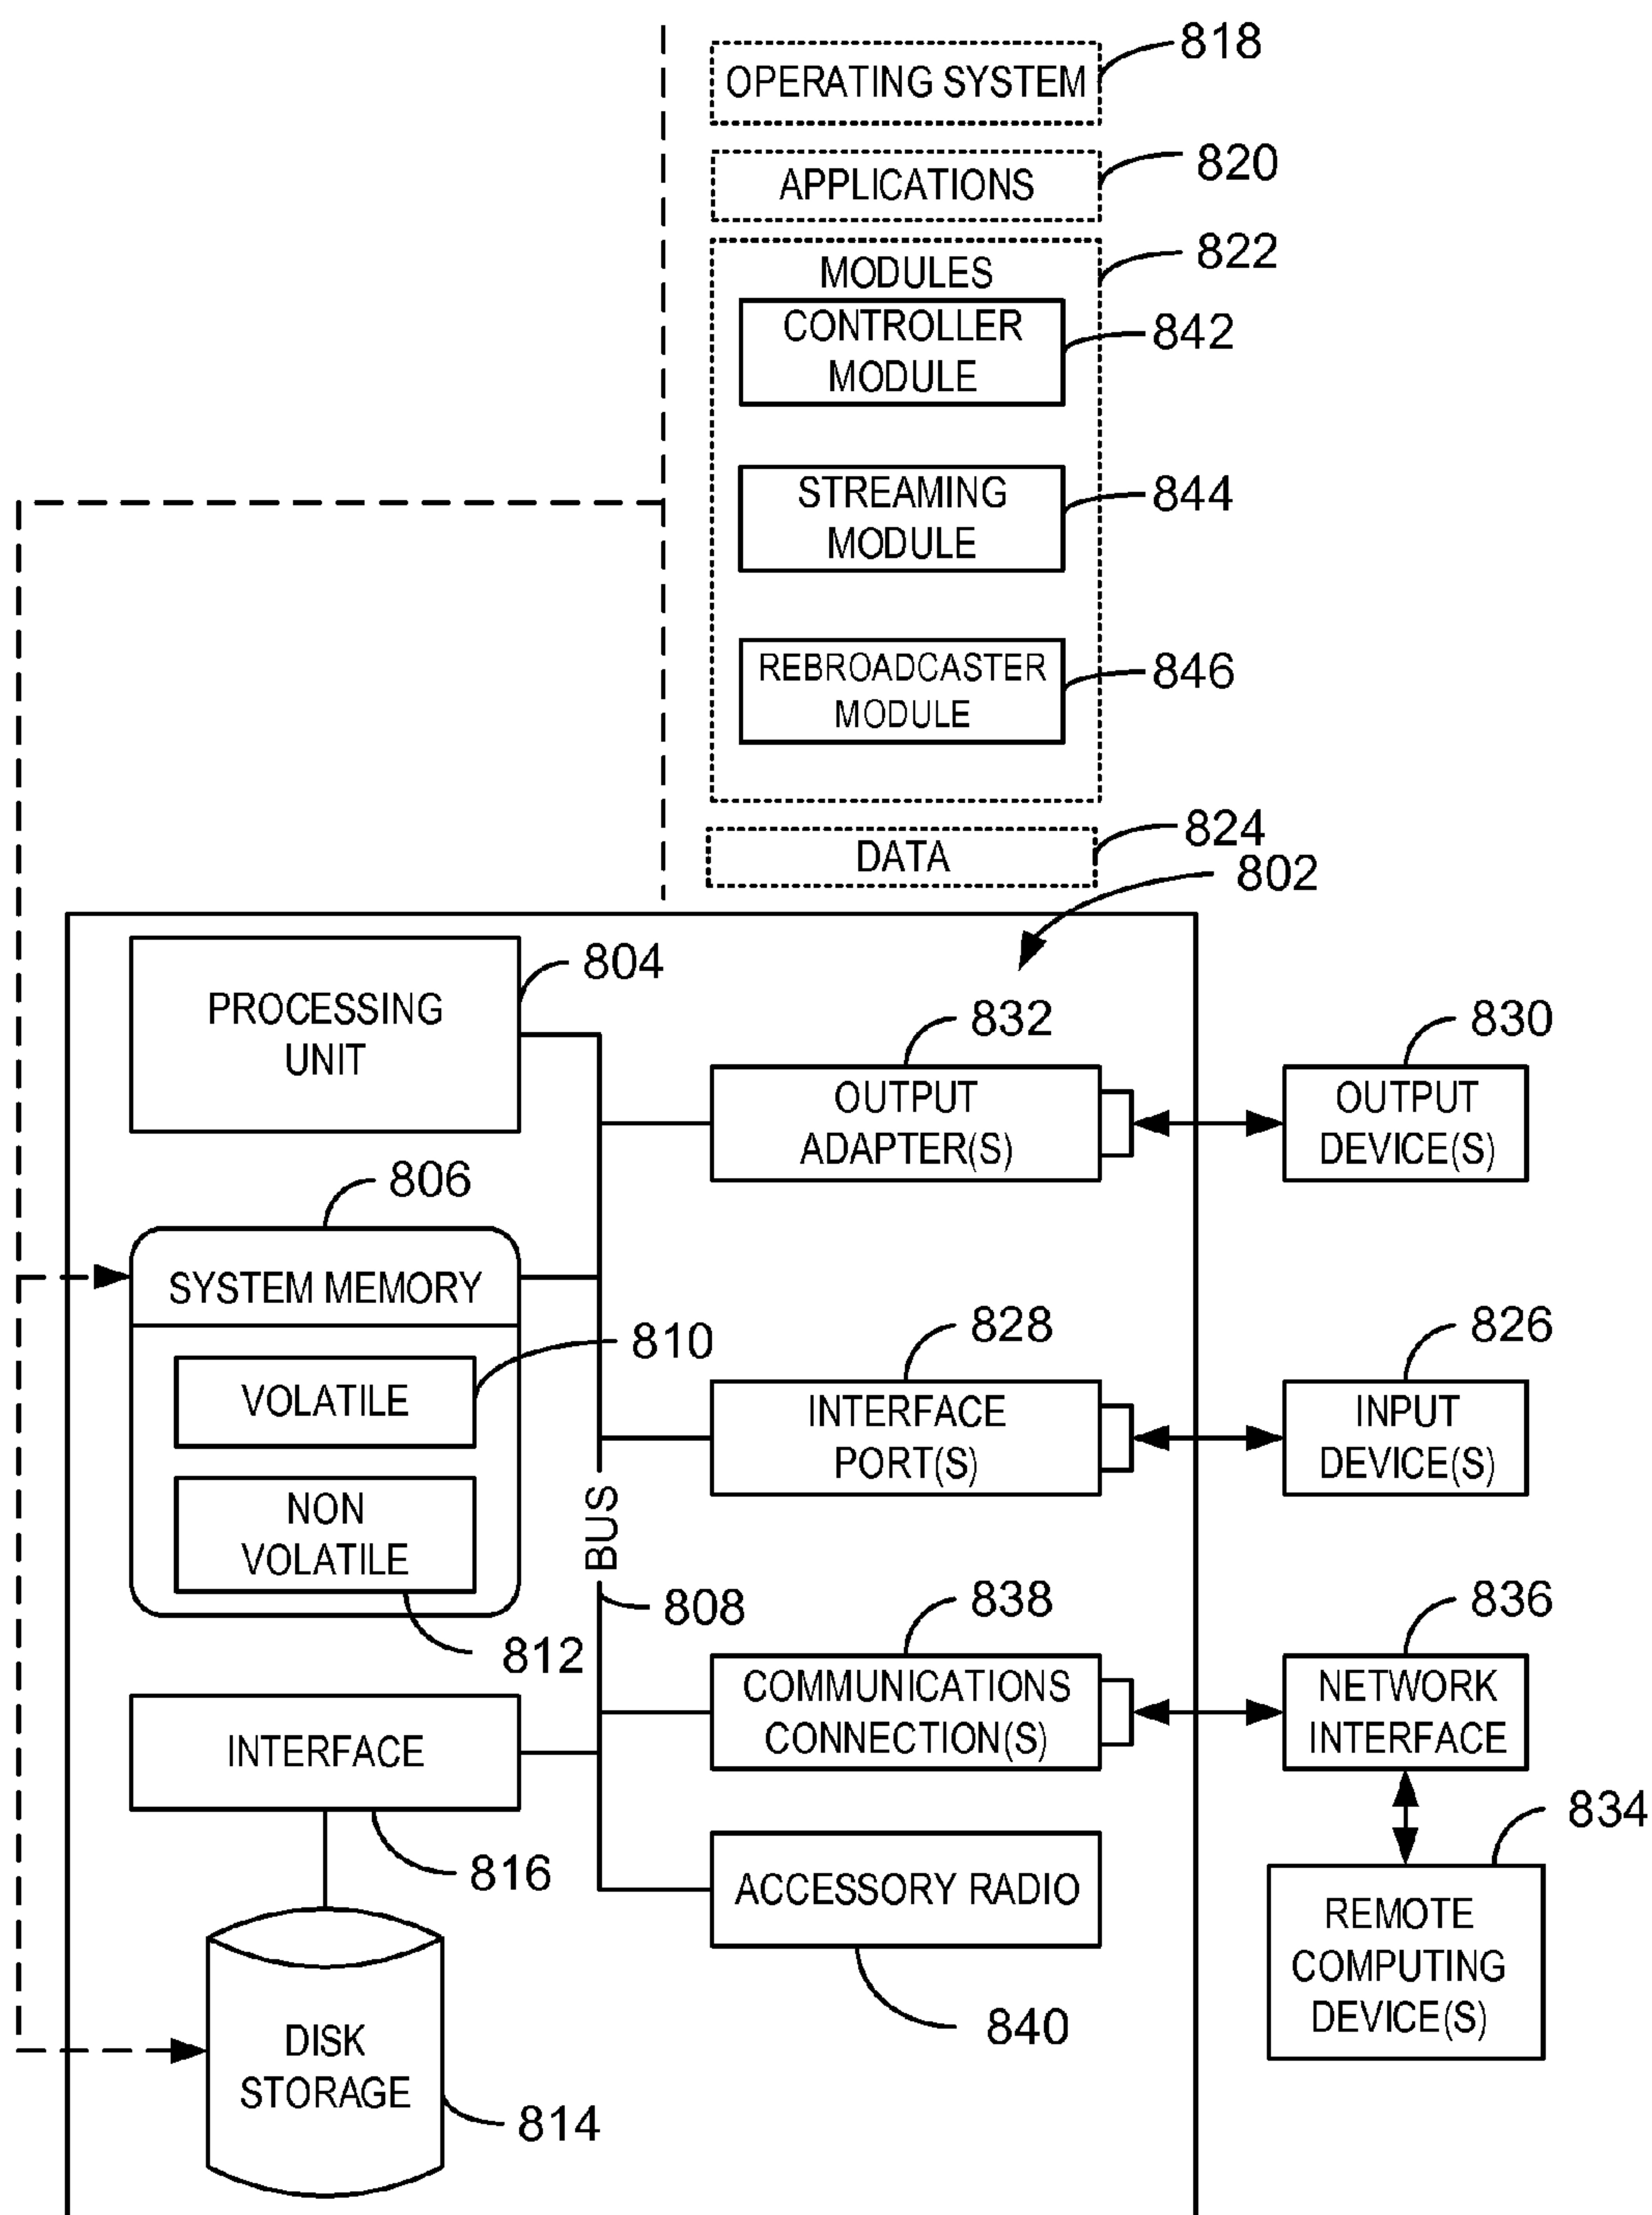 818
OPERATING SYSTEM
820
APPLICATIONS
822
MODULES
CONTROLLER
MODULE
842
STREAMING
MODULE
844
REBROADCASTER
MODULE
846
824
DATA
802
804
PROCESSING
UNIT
832
OUTPUT
ADAPTER(S)
830
OUTPUT
DEVICE(S)
806
SYSTEM MEMORY
810
VOLATILE
NON
VOLATILE
812
828
INTERFACE
PORT(S)
826
INPUT
DEVICE(S)
BUS
808
838
COMMUNICATIONS
CONNECTION(S)
836
NETWORK
INTERFACE
INTERFACE
816
834
REMOTE
COMPUTING
DEVICE(S)
ACCESSORY RADIO
840
DISK
STORAGE
814